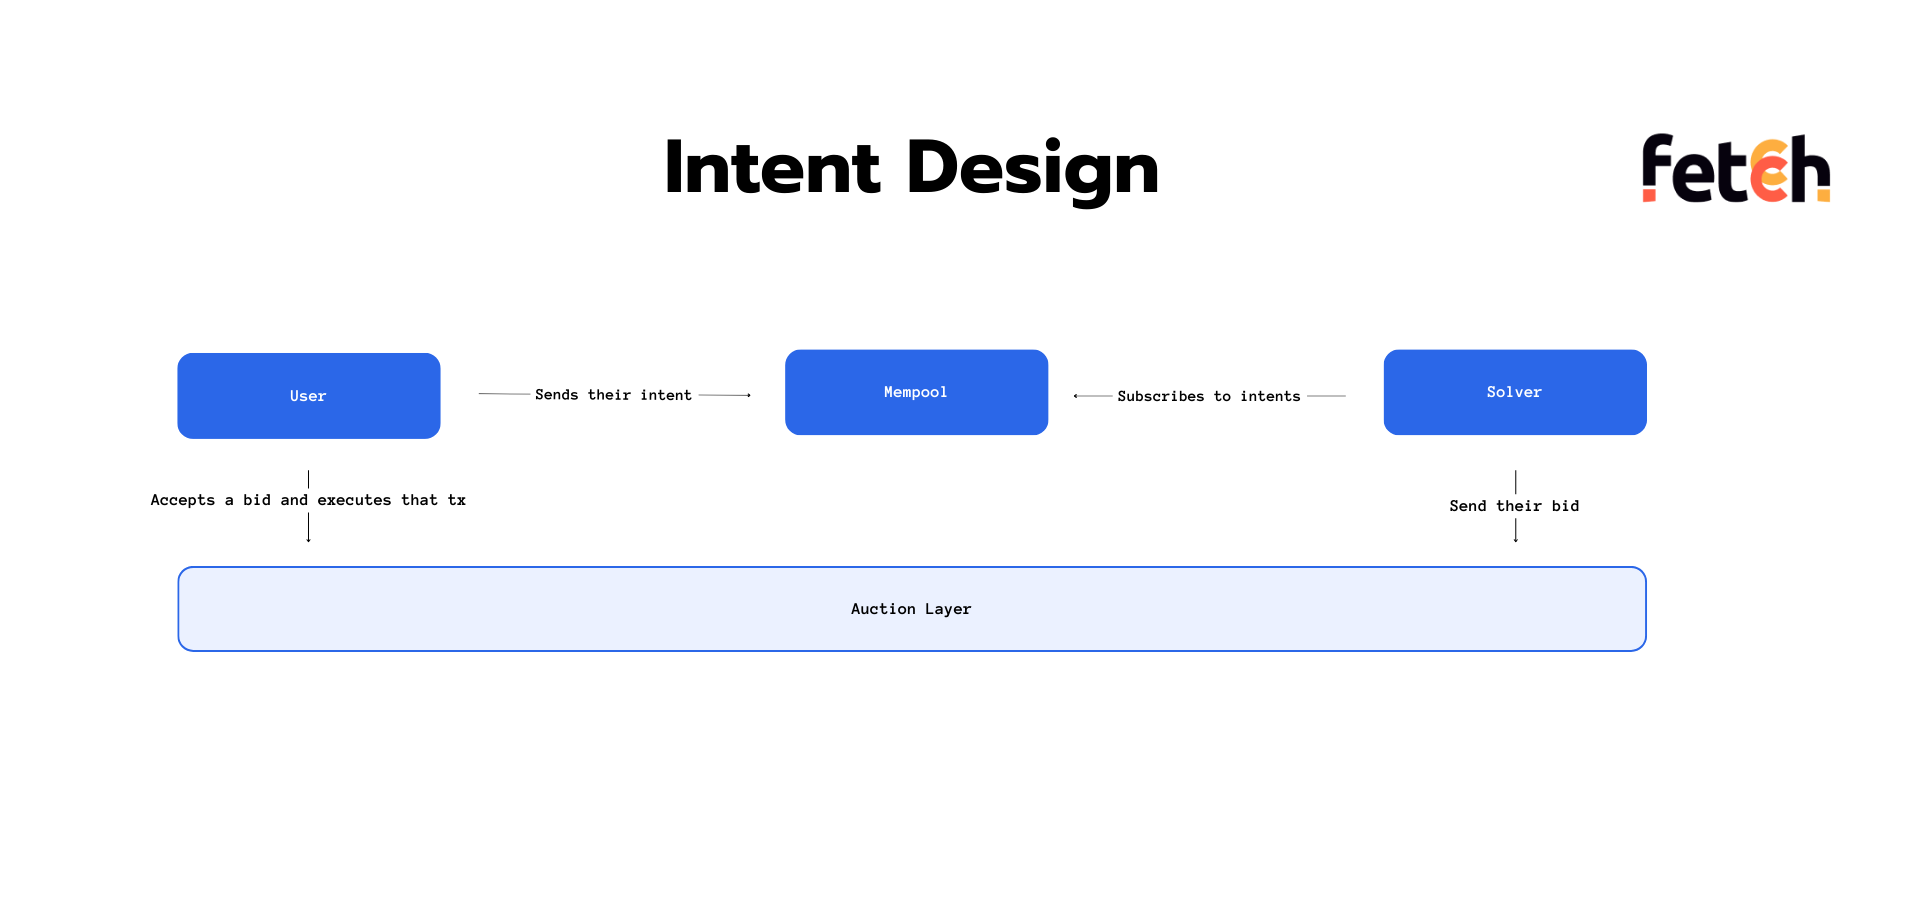 Intent Design
fetch
User
Sends their intent
Mempool
Subscribes to intents
Solver
Accepts a bid and executes that tx
Send their bid
Auction Layer